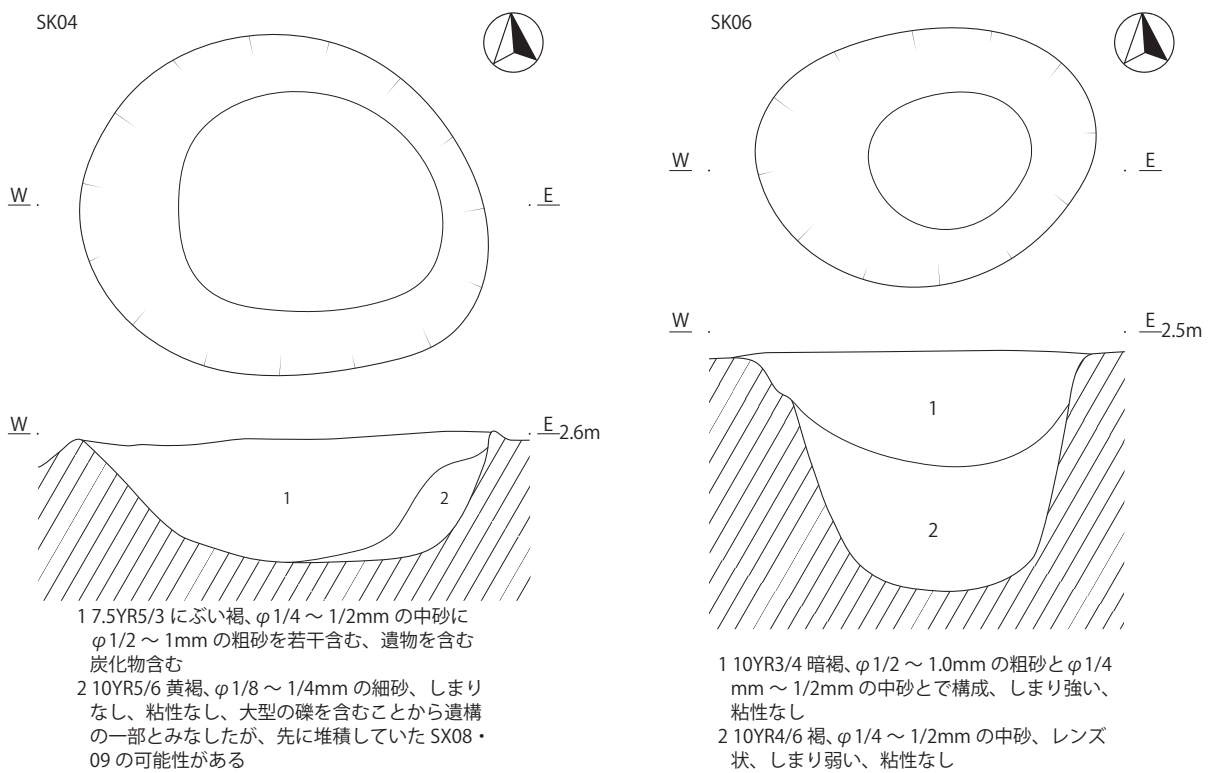 SK04
W
E
W
E 2.6m
1
2
1 7.5YR5/3 にぶい褐、φ1/4 ～ 1/2mm の中砂に
φ1/2 ～ 1mm の粗砂を若干含む、遺物を含む
炭化物含む
2 10YR5/6 黄褐、φ1/8 ～ 1/4mm の細砂、しまり
なし、粘性なし、大型の礫を含むことから遺構
の一部とみなしたが、先に堆積していた SX08・
09 の可能性がある
SK06
W
E
W
E 2.5m
1
2
1 10YR3/4 暗褐、φ1/2 ～ 1.0mm の粗砂とφ1/4
mm ～ 1/2mm の中砂とで構成、しまり強い、
粘性なし
2 10YR4/6 褐、φ1/4 ～ 1/2mm の中砂、レンズ
状、しまり弱い、粘性なし